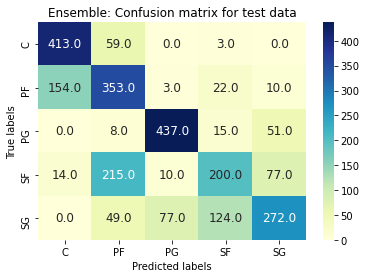 Ensemble: Confusion matrix for test data
True labels
C 413.0 59.0 0.0 3.0 0.0
PF 154.0 353.0 3.0 22.0 10.0
PG 0.0 8.0 437.0 15.0 51.0
SF 14.0 215.0 10.0 200.0 77.0
SG 0.0 49.0 77.0 124.0 272.0
C PF PG SF SG
Predicted labels
400
350
300
250
200
150
100
50
0